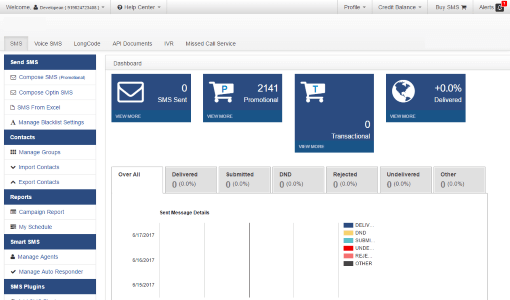 Welcome, Developerse ( 919824723488 ) Help Center Profile Credit Balance Buy SMS Alerts
SMS Voice SMS LongCode API Documents IVR Missed Call Service
Send SMS
Compose SMS (Promotional)
Compose Optin SMS
SMS From Excel
Manage Blacklist Settings
Contacts
Manage Groups
Import Contacts
Export Contacts
Reports
Campaign Report
My Schedule
Smart SMS
Manage Agents
Manage Auto Responder
SMS Plugins
Dashboard
0
SMS Sent
VIEW MORE
P
2141
Promotional
VIEW MORE
T
0
Transactional
VIEW MORE
+0.0%
Delivered
VIEW MORE
Over All
Delivered
0 (0.0%)
Submitted
0 (0.0%)
DND
0 (0.0%)
Rejected
0 (0.0%)
Undelivered
0 (0.0%)
Other
0 (0.0%)
Sent Message Details
6/17/2017
6/16/2017
6/15/2017
DELIV...
DND
SUBMI...
UNDE...
REJE...
OTHER